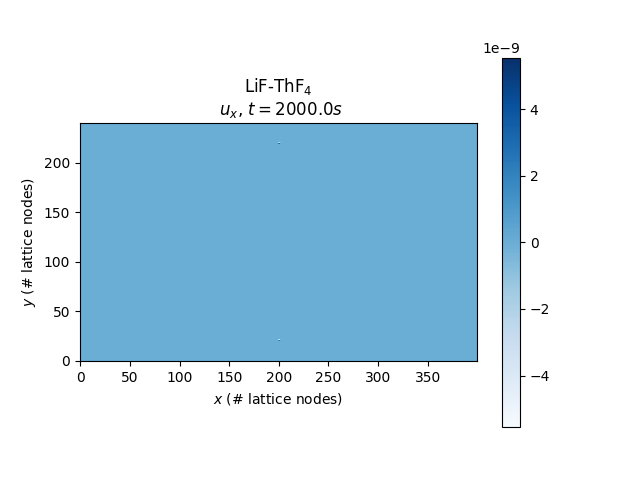 1e−9
LiF-ThF₄
uₓ, t = 2000.0s
4
2
0
−2
−4
200
150
100
50
0
y (# lattice nodes)
0 50 100 150 200 250 300 350
x (# lattice nodes)